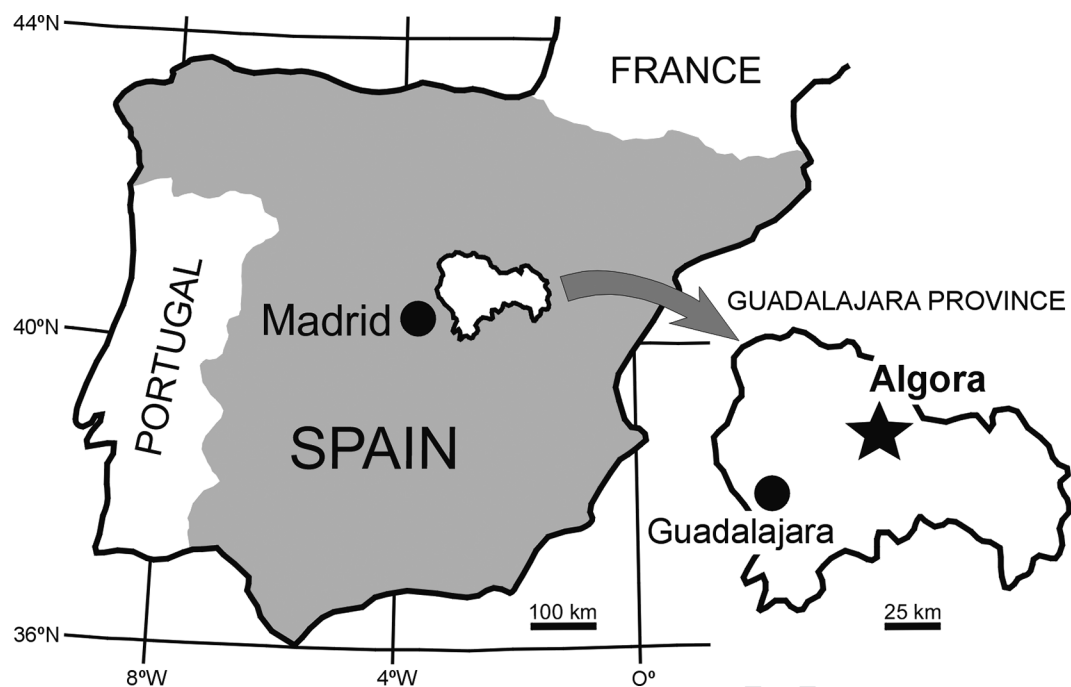 44ºN
FRANCE
GUADALAJARA PROVINCE
Madrid
40ºN
PORTUGAL
Algora
SPAIN
Guadalajara
100 km
25 km
36ºN
8ºW
4ºW
0º